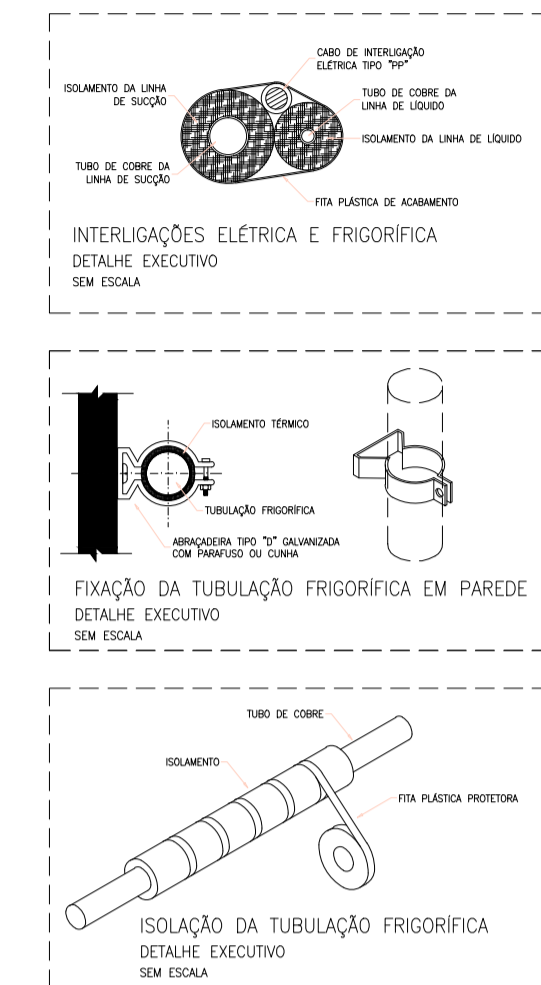 CABO DE INTERLIGAÇÃO
ELÉTRICA TIPO "PP"
ISOLAMENTO DA LINHA
DE SUCÇÃO
TUBO DE COBRE DA
LINHA DE LÍQUIDO
ISOLAMENTO DA LINHA DE LÍQUIDO
TUBO DE COBRE DA
LINHA DE SUCÇÃO
FITA PLÁSTICA DE ACABAMENTO
INTERLIGAÇÕES ELÉTRICA E FRIGORÍFICA
DETALHE EXECUTIVO
SEM ESCALA
ISOLAMENTO TÉRMICO
TUBULAÇÃO FRIGORÍFICA
ABRAÇADEIRA TIPO "D" GALVANIZADA
COM PARAFUSO OU CUNHA
FIXAÇÃO DA TUBULAÇÃO FRIGORÍFICA EM PAREDE
DETALHE EXECUTIVO
SEM ESCALA
TUBO DE COBRE
ISOLAMENTO
FITA PLÁSTICA PROTETORA
ISOLAÇÃO DA TUBULAÇÃO FRIGORÍFICA
DETALHE EXECUTIVO
SEM ESCALA